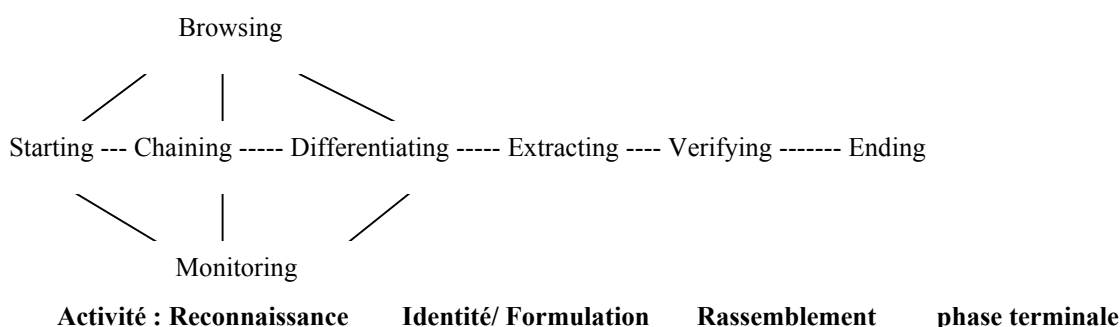 Browsing
Starting --- Chaining ----- Differentiating ----- Extracting ---- Verifying ------- Ending
Monitoring
Activité : Reconnaissance Identité/ Formulation Rassemblement phase terminale